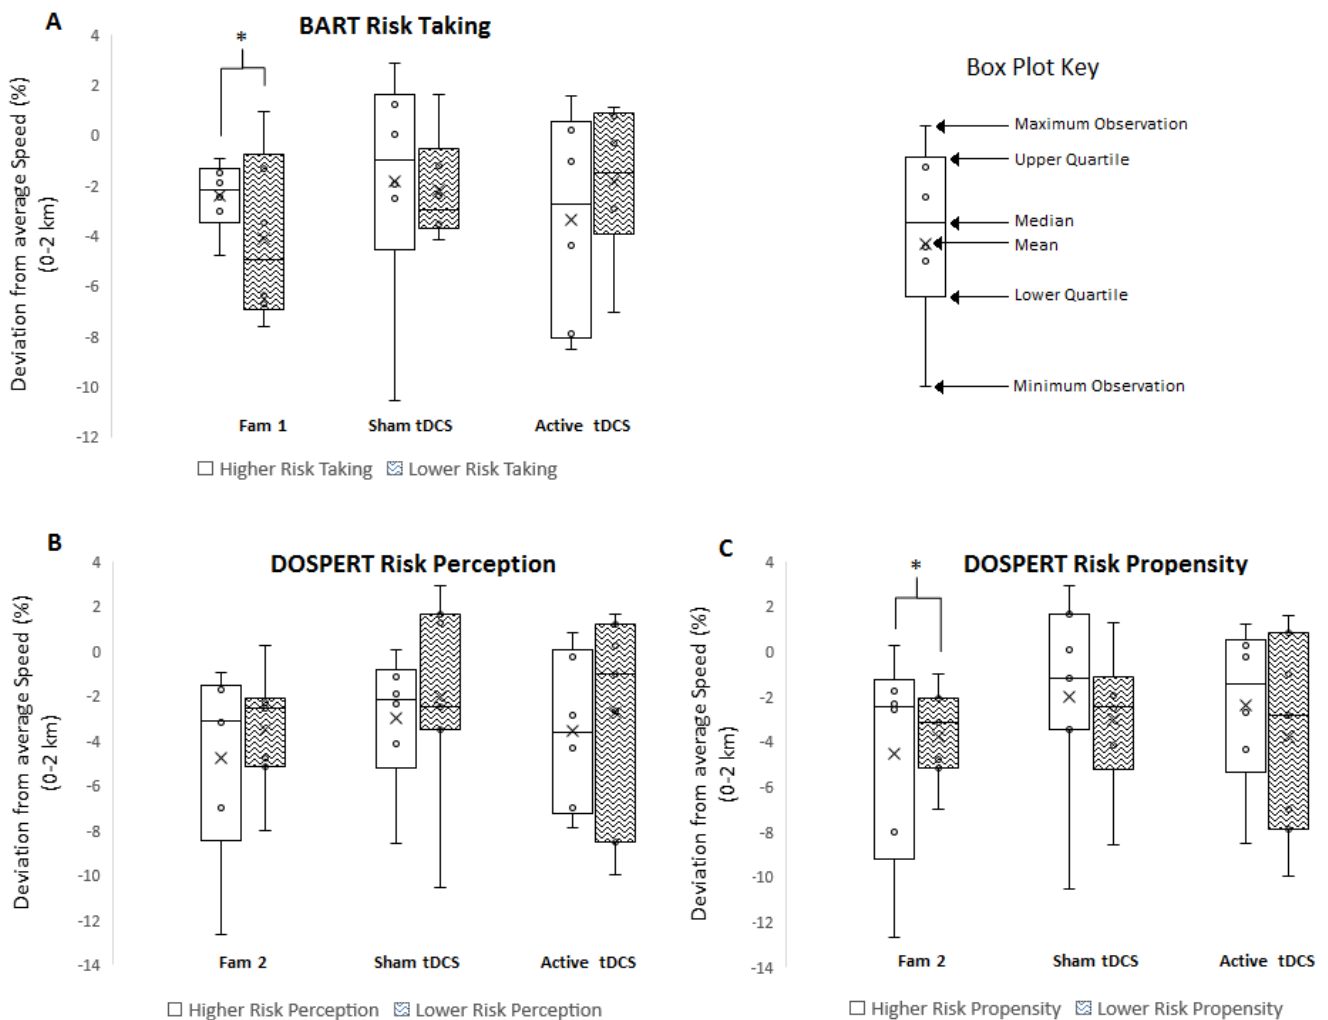 A
BART Risk Taking
Deviation from average Speed (%)
(0-2 km)
4
2
0
-2
-4
-6
-8
-10
-12
*
Fam 1
Sham tDCS
Active tDCS
Higher Risk Taking
Lower Risk Taking
Box Plot Key
Maximum Observation
Upper Quartile
Median
Mean
Lower Quartile
Minimum Observation
B
DOSPERT Risk Perception
Deviation from average Speed (%)
(0-2 km)
4
2
0
-2
-4
-6
-8
-10
-12
-14
Fam 2
Sham tDCS
Active tDCS
Higher Risk Perception
Lower Risk Perception
C
DOSPERT Risk Propensity
Deviation from average Speed (%)
(0-2 km)
4
2
0
-2
-4
-6
-8
-10
-12
-14
*
Fam 2
Sham tDCS
Active tDCS
Higher Risk Propensity
Lower Risk Propensity